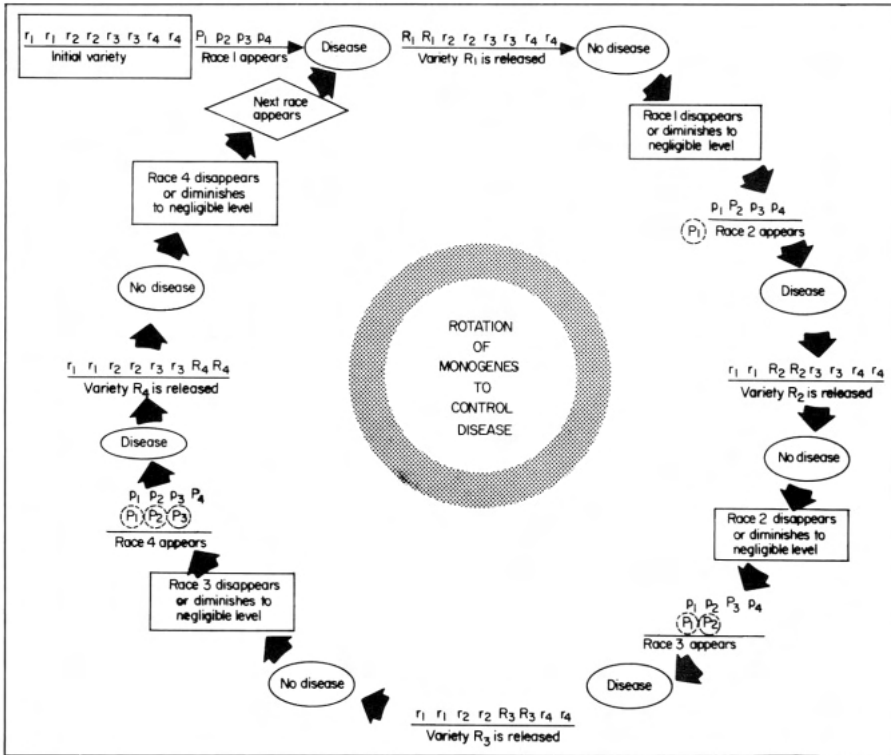 r₁ r₁ r₂ r₂ r₃ r₃ r₄ r₄
Initial variety
P₁ p₂ p₃ p₄
Race 1 appears
Disease
R₁ R₁ r₂ r₂ r₃ r₃ r₄ r₄
Variety R₁ is released
No disease
Race 1 disappears
or diminishes to
negligible level
p₁ P₂ p₃ p₄
P₁
Race 2 appears
Disease
r₁ r₁ R₂ R₂ r₃ r₃ r₄ r₄
Variety R₂ is released
No disease
Race 2 disappears
or diminishes to
negligible level
p₁ p₂ P₃ p₄
P₁ P₂
Race 3 appears
Disease
r₁ r₁ r₂ r₂ R₃ R₃ r₄ r₄
Variety R₃ is released
No disease
Race 3 disappears
or diminishes to
negligible level
p₁ p₂ p₃ P₄
P₁ P₂ P₃
Race 4 appears
Disease
r₁ r₁ r₂ r₂ r₃ r₃ R₄ R₄
Variety R₄ is released
No disease
Race 4 disappears
or diminishes
to negligible level
Next race
appears
ROTATION
OF
MONOGENES
TO
CONTROL
DISEASE